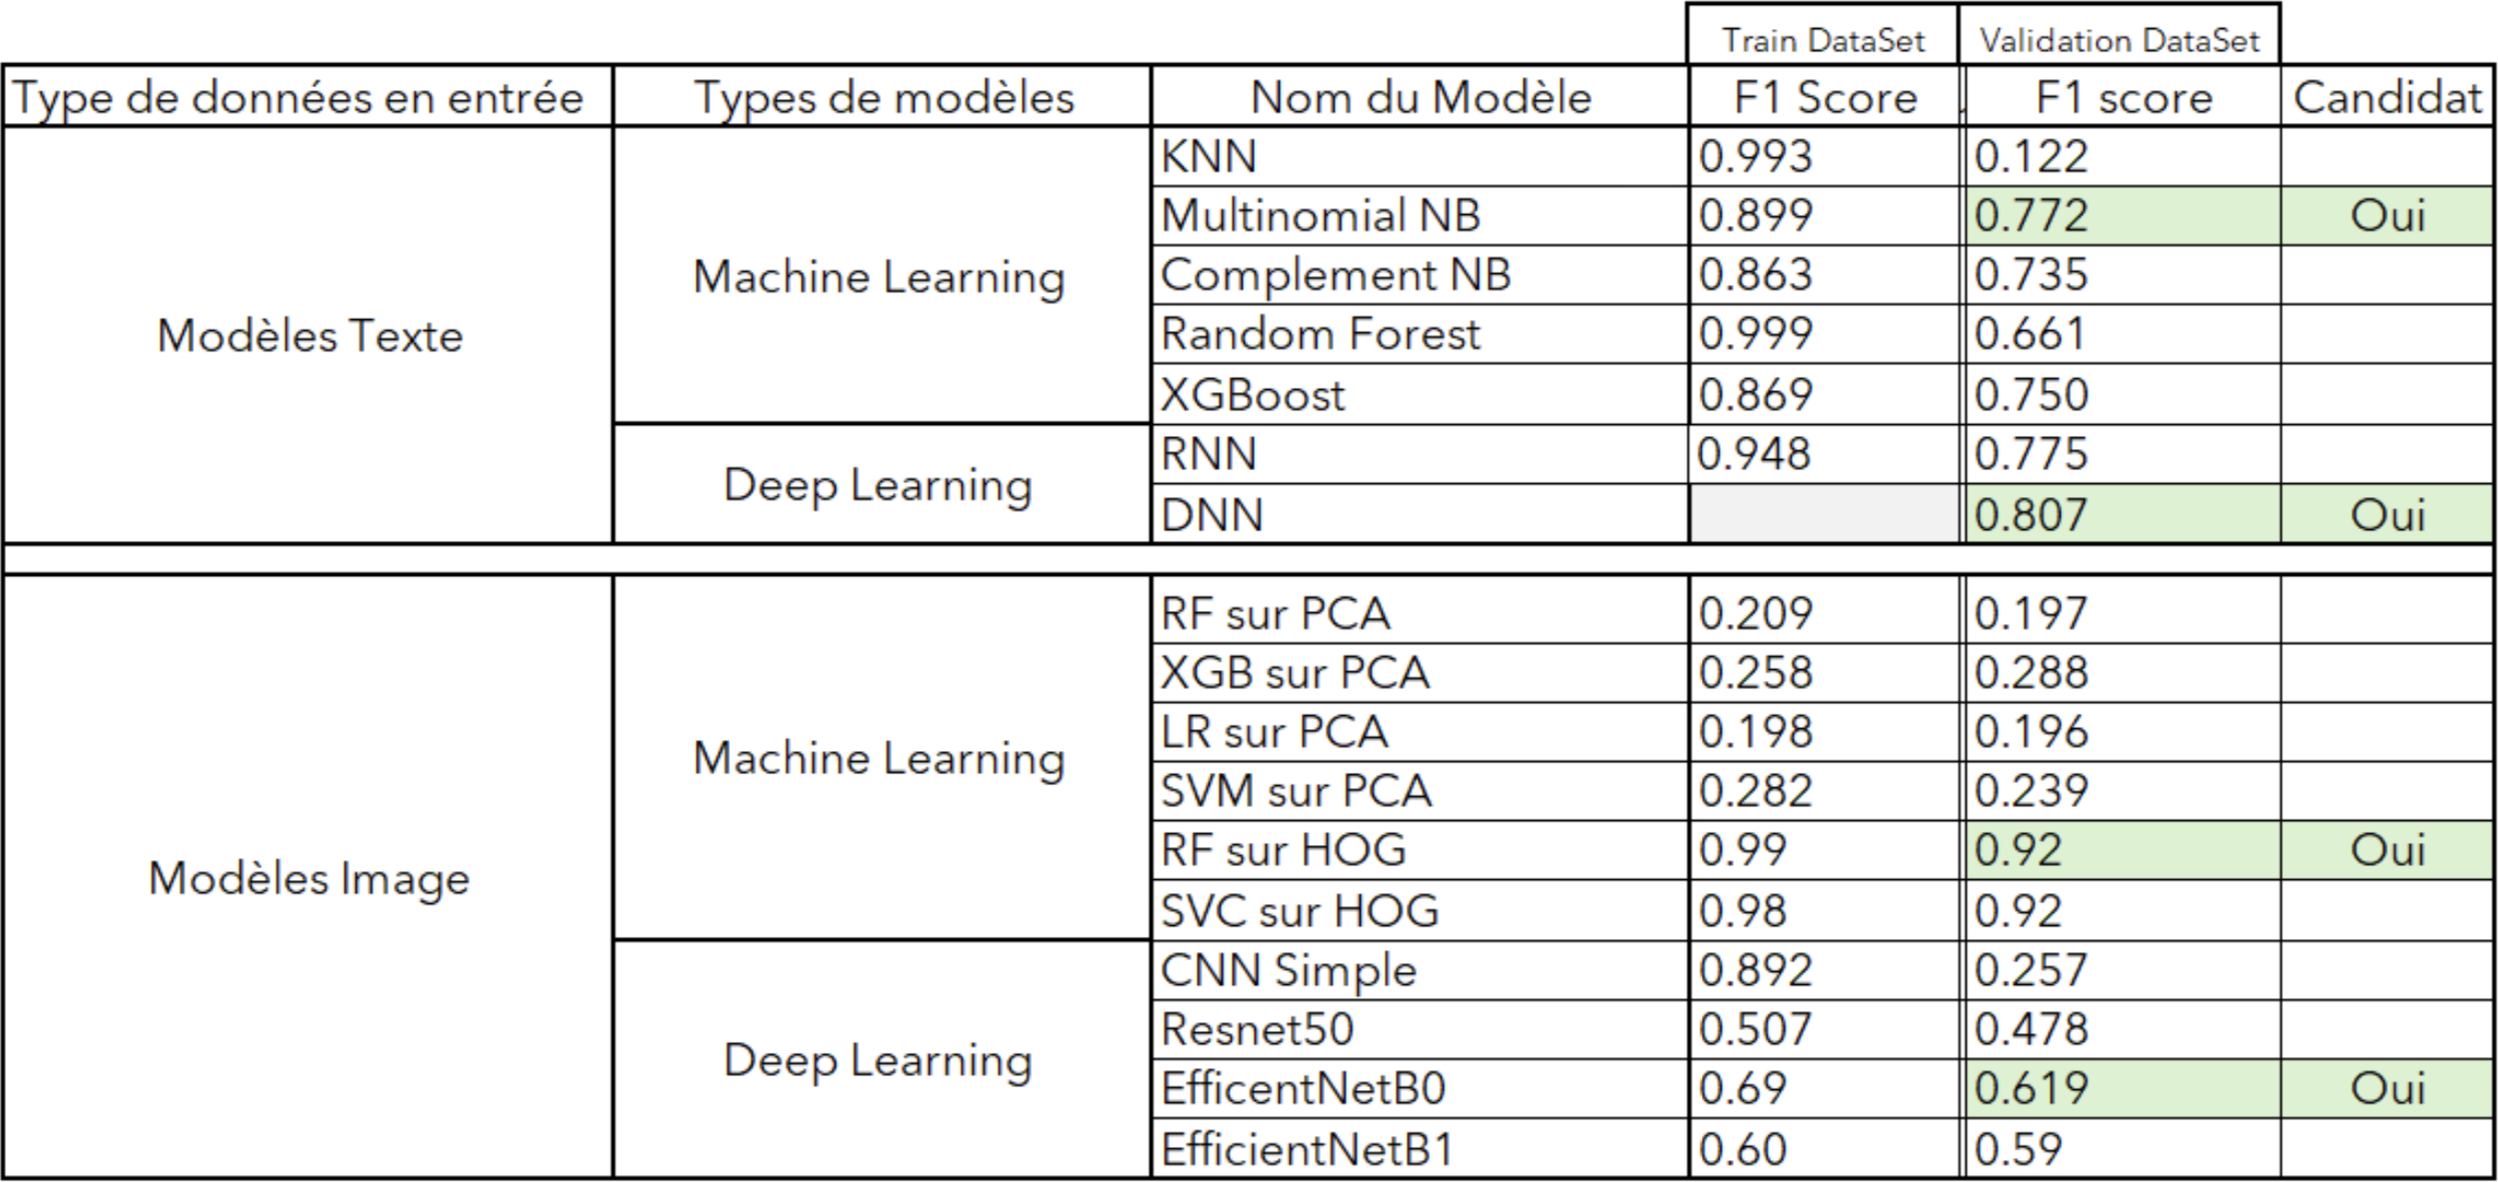 Train DataSet Validation DataSet
Type de données en entrée Types de modèles Nom du Modèle F1 Score F1 score Candidat
Modèles Texte
Machine Learning
KNN 0.993 0.122
Multinomial NB 0.899 0.772 Oui
Complement NB 0.863 0.735
Random Forest 0.999 0.661
XGBoost 0.869 0.750
Deep Learning
RNN 0.948 0.775
DNN 0.807 Oui
Modèles Image
Machine Learning
RF sur PCA 0.209 0.197
XGB sur PCA 0.258 0.288
LR sur PCA 0.198 0.196
SVM sur PCA 0.282 0.239
RF sur HOG 0.99 0.92 Oui
SVC sur HOG 0.98 0.92
Deep Learning
CNN Simple 0.892 0.257
Resnet50 0.507 0.478
EfficentNetB0 0.69 0.619 Oui
EfficientNetB1 0.60 0.59